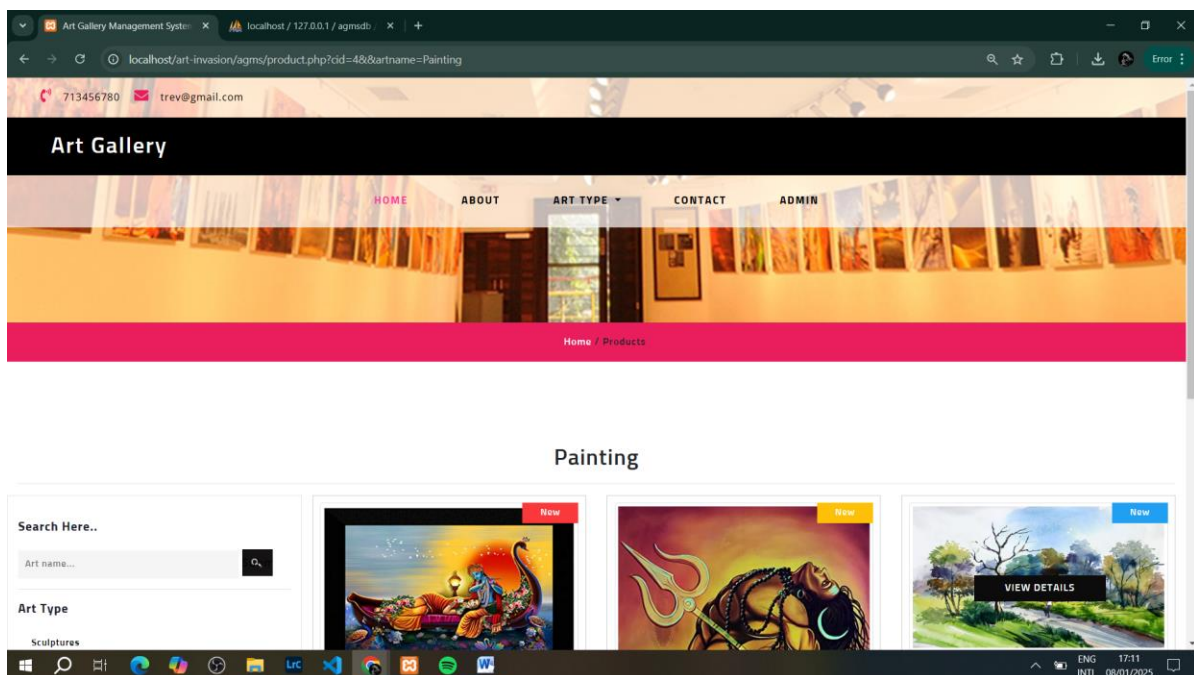 Art Gallery Management System
localhost / 127.0.0.1 / agmsdb /
localhost/art-invasion/agms/product.php?cid=4&&artname=Painting
Error
713456780 trev@gmail.com
Art Gallery
HOME ABOUT ART TYPE CONTACT ADMIN
Home / Products
Painting
New New New
Search Here..
Art name...
VIEW DETAILS
Art Type
Sculptures
Lrc W
ENG 17:11
INTL 08/01/2025